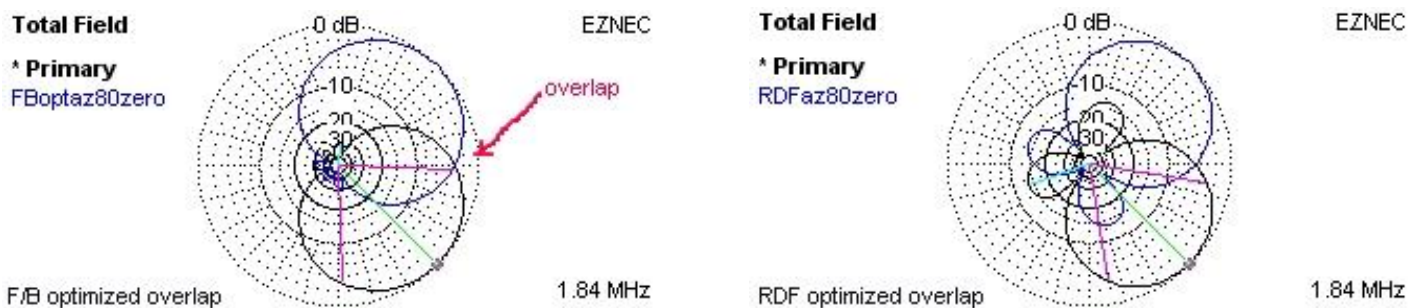 Total Field
0 dB
EZNEC
* Primary
FBoptaz80zero
-10
20
30
overlap
F/B optimized overlap
1.84 MHz
Total Field
0 dB
EZNEC
* Primary
RDFaz80zero
-10
20
30
RDF optimized overlap
1.84 MHz